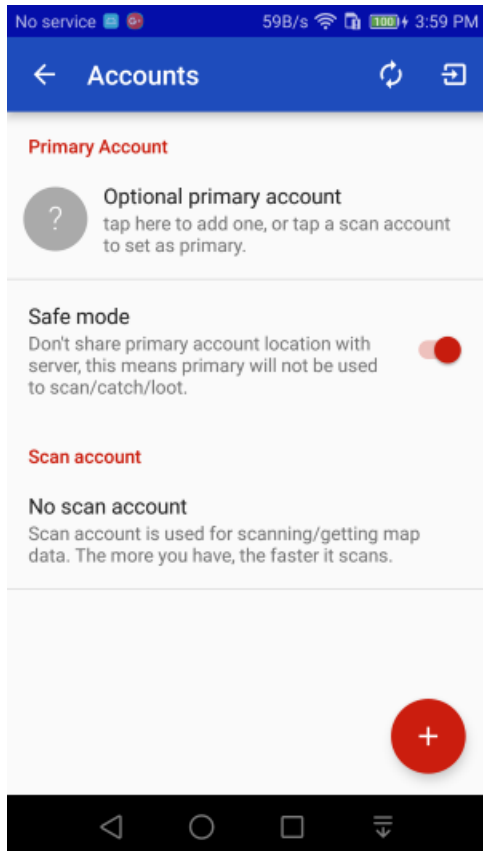 No service 59B/s 100 3:59 PM
Accounts
Primary Account
?
Optional primary account
tap here to add one, or tap a scan account
to set as primary.
Safe mode
Don't share primary account location with
server, this means primary will not be used
to scan/catch/loot.
Scan account
No scan account
Scan account is used for scanning/getting map
data. The more you have, the faster it scans.
+